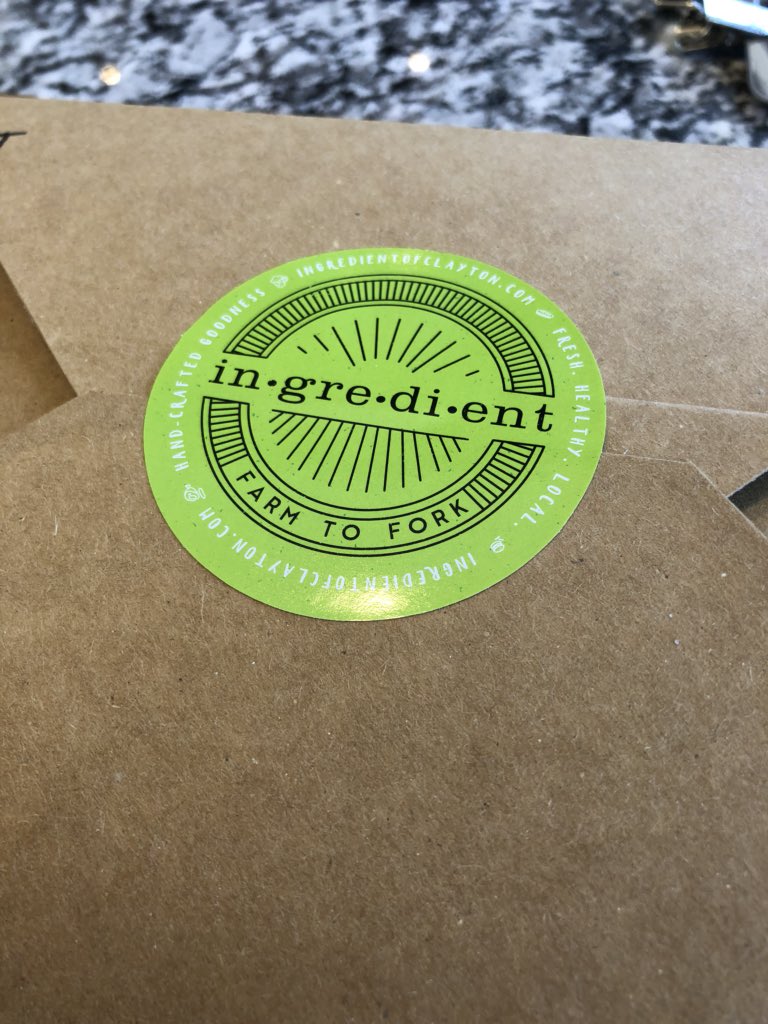 in•gre•di•ent
FARM TO FORK
HAND-CRAFTED GOODNESS
INGREDIENTOFCLAYTON.COM
FRESH. HEALTHY. LOCAL.
INGREDIENTOFCLAYTON.COM